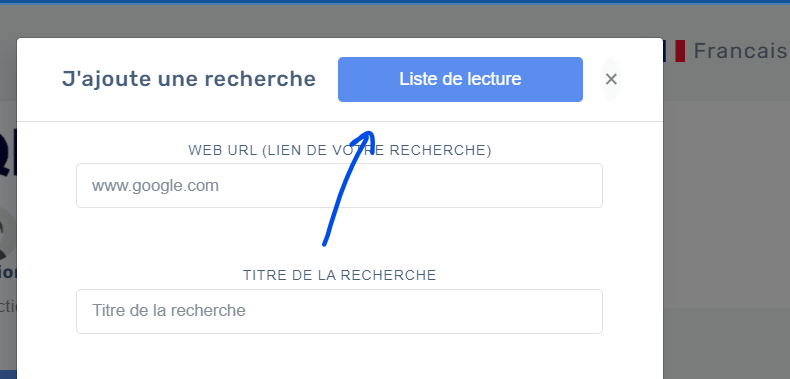 Francais
J'ajoute une recherche
Liste de lecture
×
WEB URL (LIEN DE VOTRE RECHERCHE)
www.google.com
TITRE DE LA RECHERCHE
Titre de la recherche